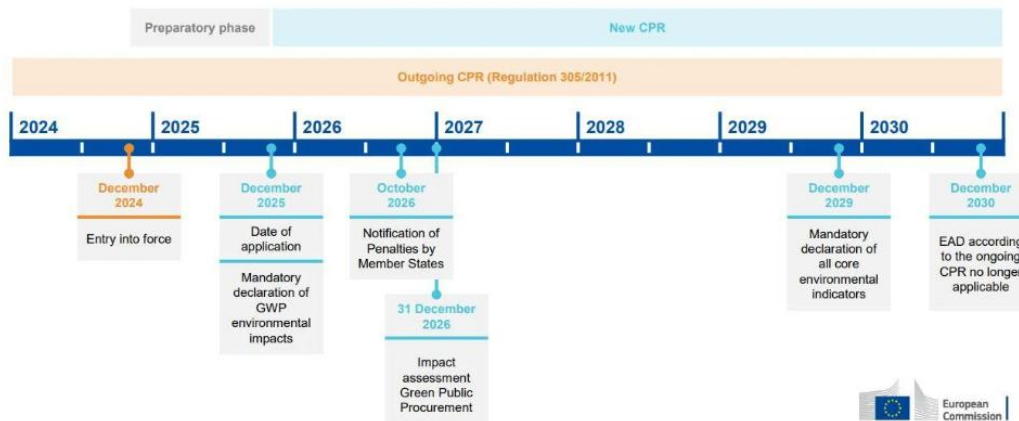 Preparatory phase
New CPR
Outgoing CPR (Regulation 305/2011)
2024
2025
2026
2027
2028
2029
2030
December
2024
Entry into force
December
2025
Date of
application
Mandatory
declaration of
GWP
environmental
impacts
October
2026
Notification of
Penalties by
Member States
31 December
2026
Impact
assessment
Green Public
Procurement
December
2029
Mandatory
declaration of
all core
environmental
indicators
December
2030
EAD according
to the ongoing
CPR no longer
applicable
European
Commission